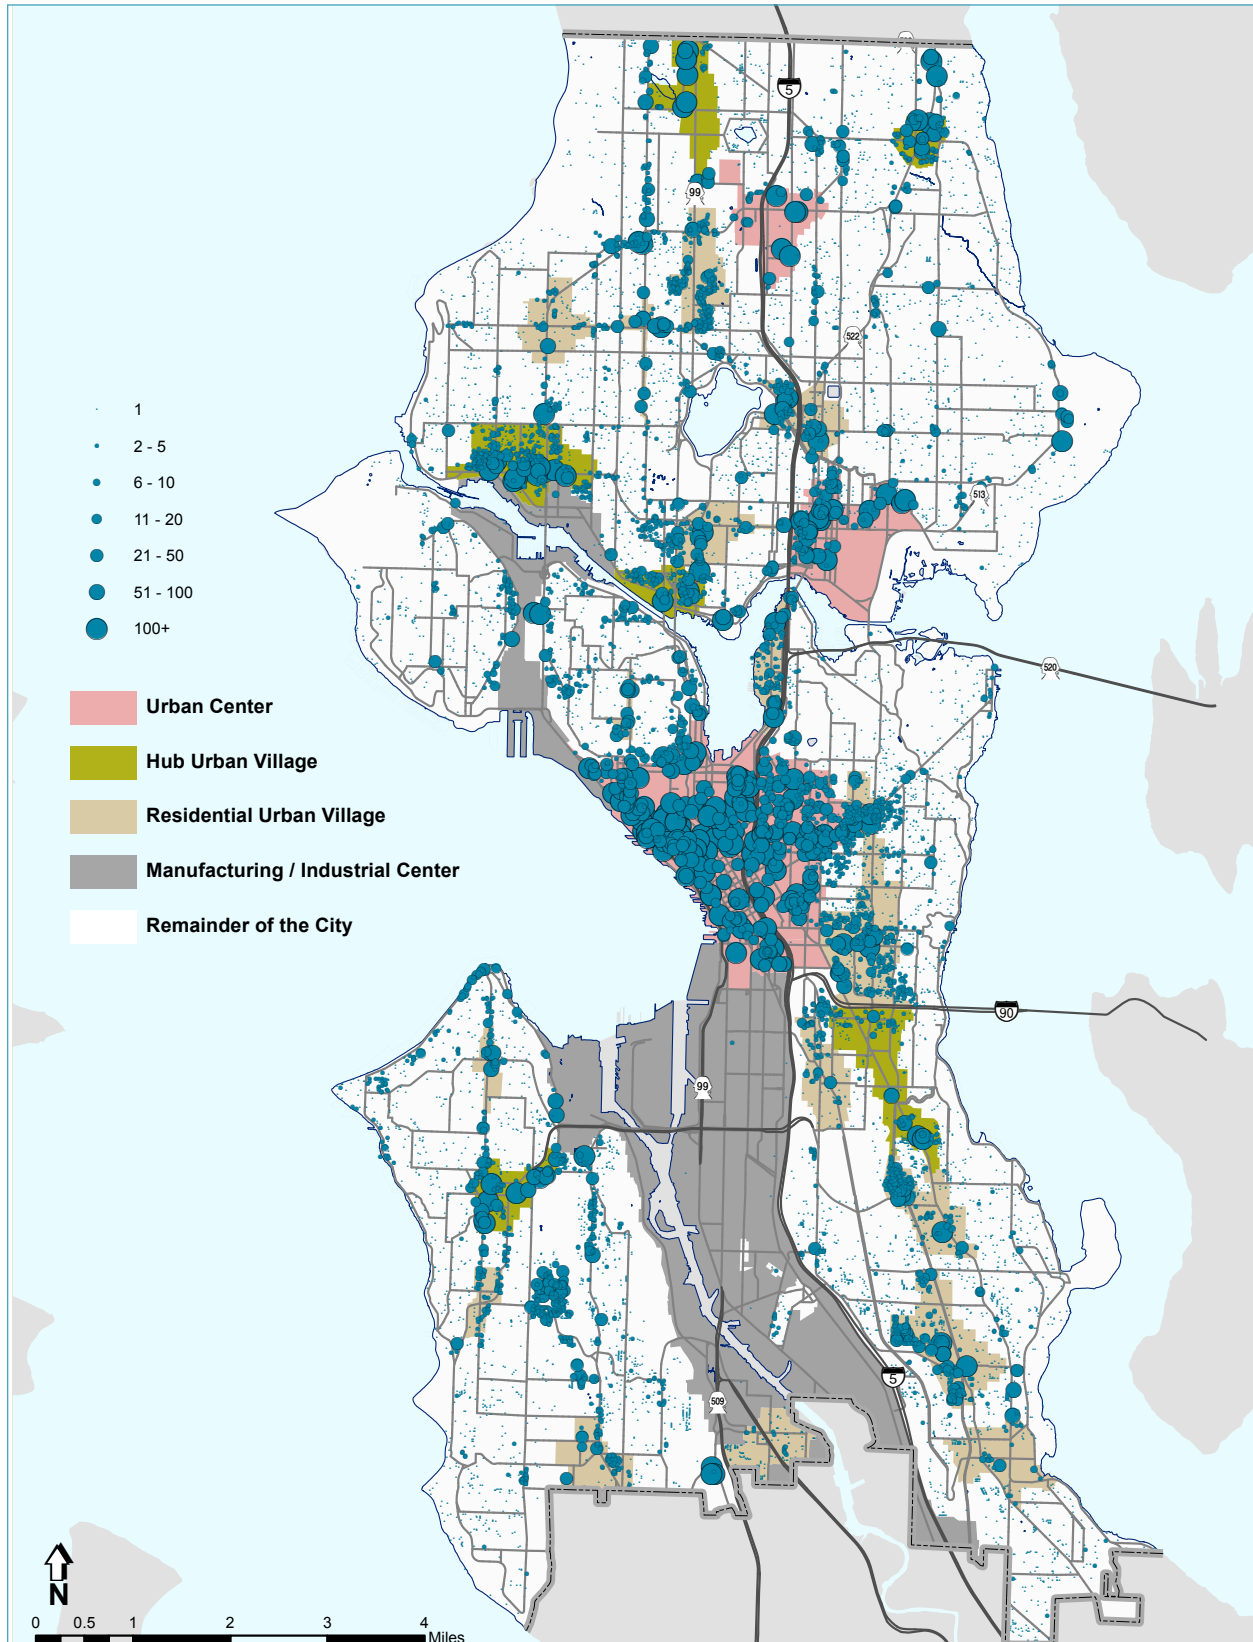 5
99
522
513
1
2 - 5
6 - 10
11 - 20
21 - 50
51 - 100
100+
520
Urban Center
Hub Urban Village
Residential Urban Village
Manufacturing / Industrial Center
Remainder of the City
90
99
5
509
N
0 0.5 1 2 3 4
Miles